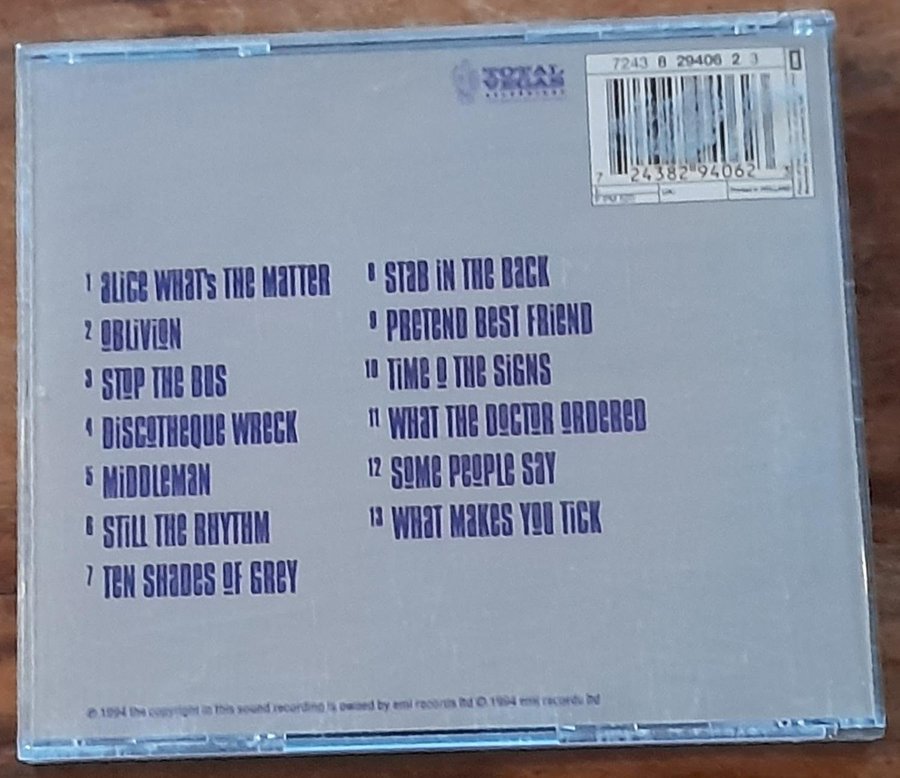 TOTAL
VEGAS
RECORDINGS
7243 8 29406 2 3
7 24382 94062 3
1 alice what's the matter
2 oblivion
3 stop the bus
4 discotheque wreck
5 middleman
6 still the rhythm
7 ten shades of grey
8 stab in the back
9 pretend best friend
10 time o the signs
11 what the doctor ordered
12 some people say
13 what makes you tick
℗ 1994 the copyright in this sound recording is owned by emi records ltd © 1994 emi records ltd